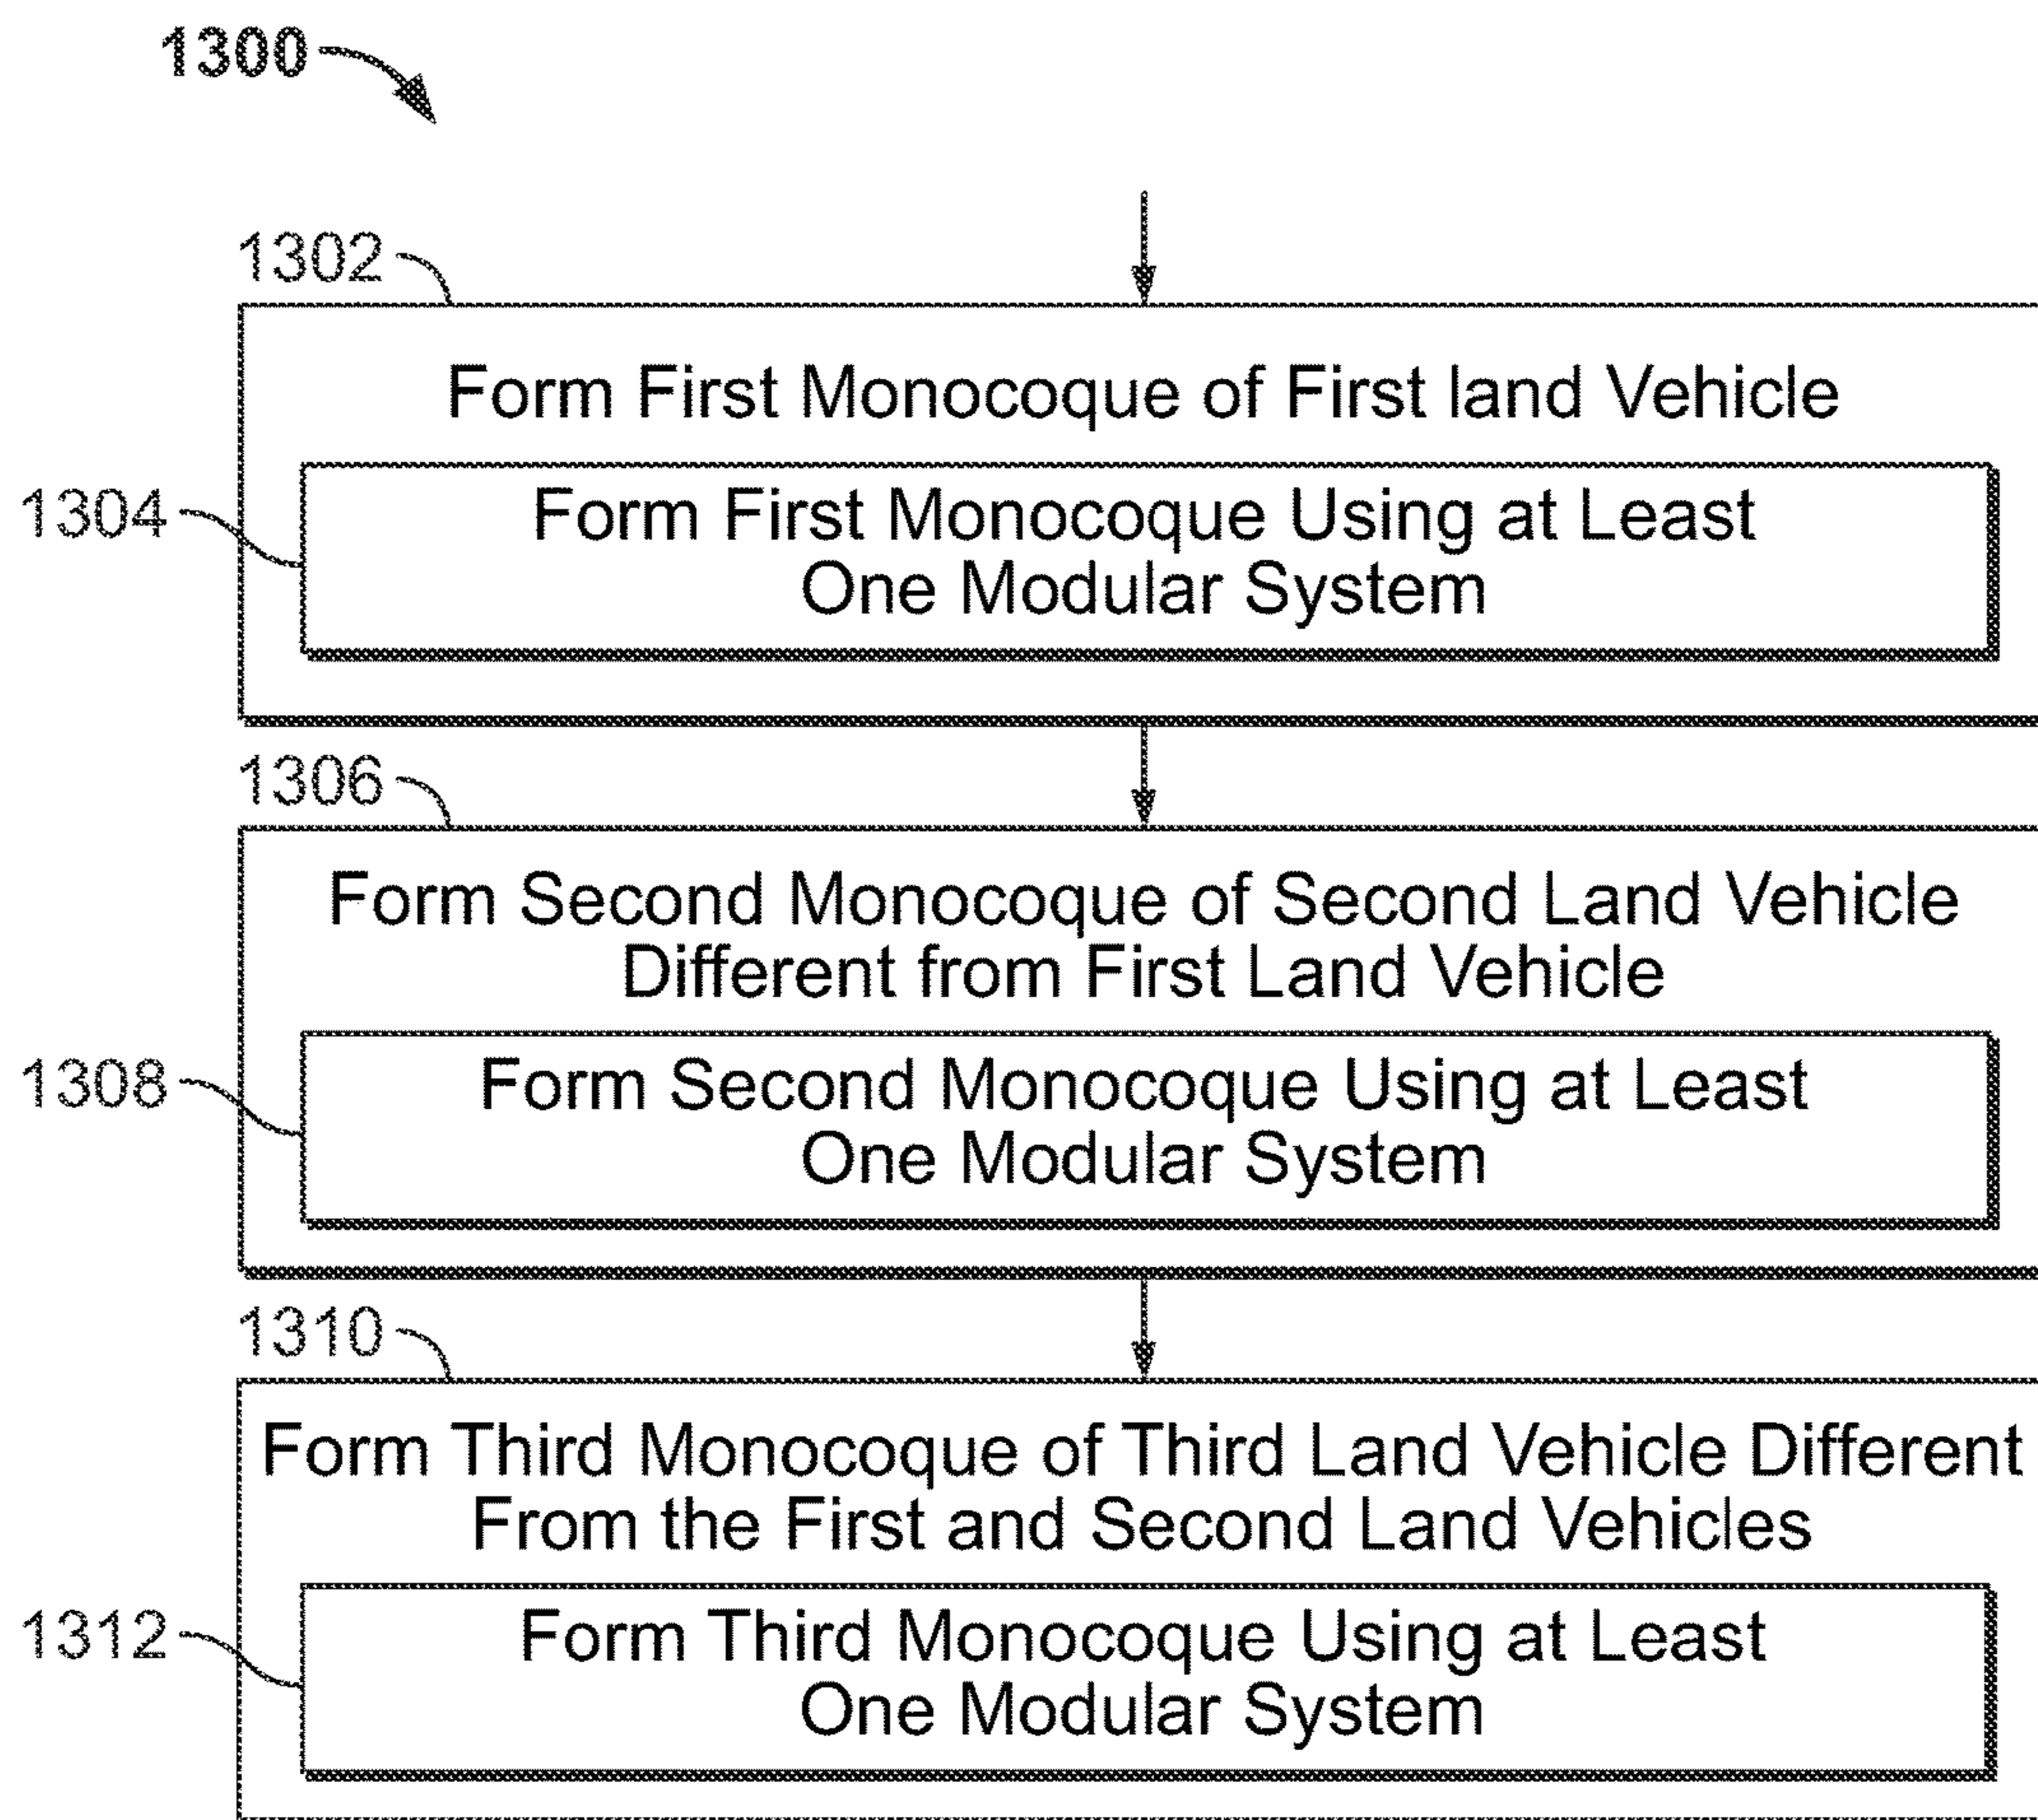 1300
1302
Form First Monocoque of First land Vehicle
1304
Form First Monocoque Using at Least
One Modular System
1306
Form Second Monocoque of Second Land Vehicle
Different from First Land Vehicle
1308
Form Second Monocoque Using at Least
One Modular System
1310
Form Third Monocoque of Third Land Vehicle Different
From the First and Second Land Vehicles
1312
Form Third Monocoque Using at Least
One Modular System